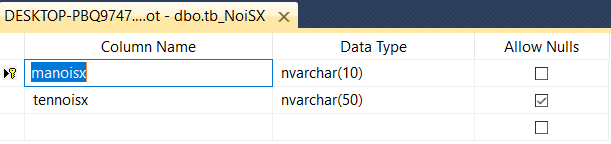 DESKTOP-PBQ9747....ot - dbo.tb_NoiSX
Column Name Data Type Allow Nulls
manoisx nvarchar(10)
tennoisx nvarchar(50)